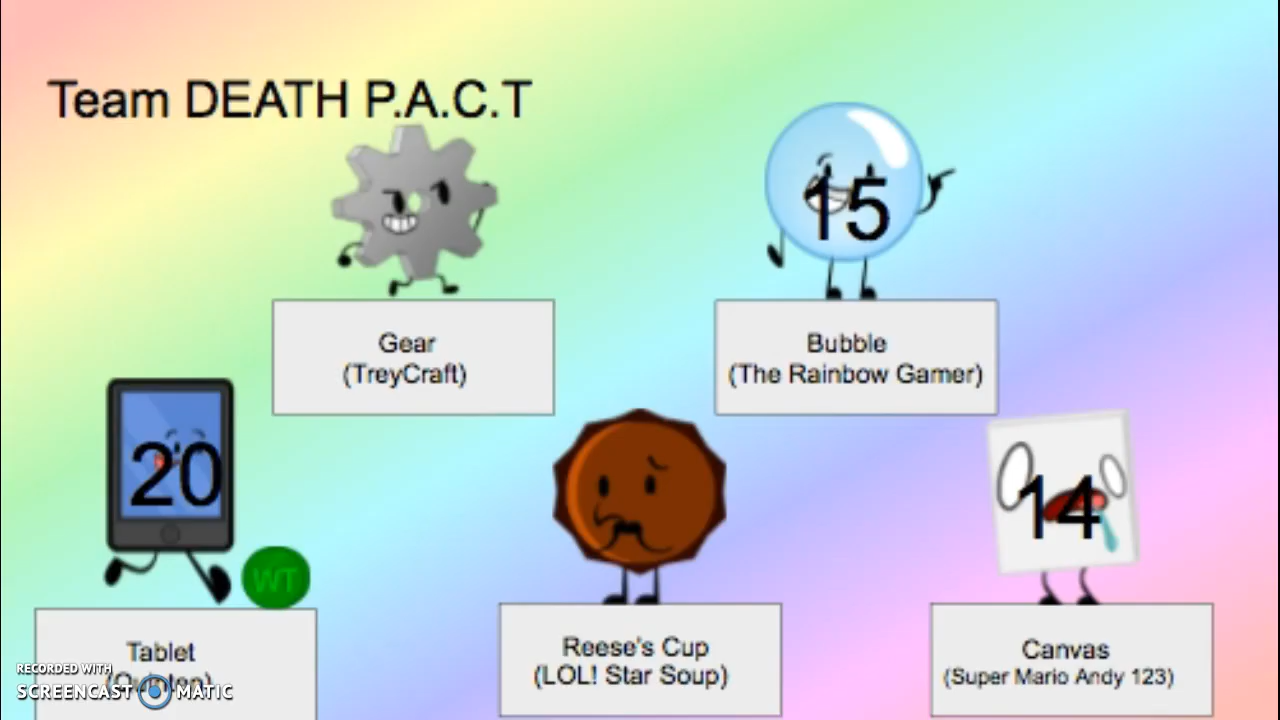 Team DEATH P.A.C.T
15
Gear
(TreyCraft)
Bubble
(The Rainbow Gamer)
20
14
WT
Tablet
Reese's Cup
(LOL! Star Soup)
Canvas
(Super Mario Andy 123)
RECORDED WITH
SCREENCAST MATIC